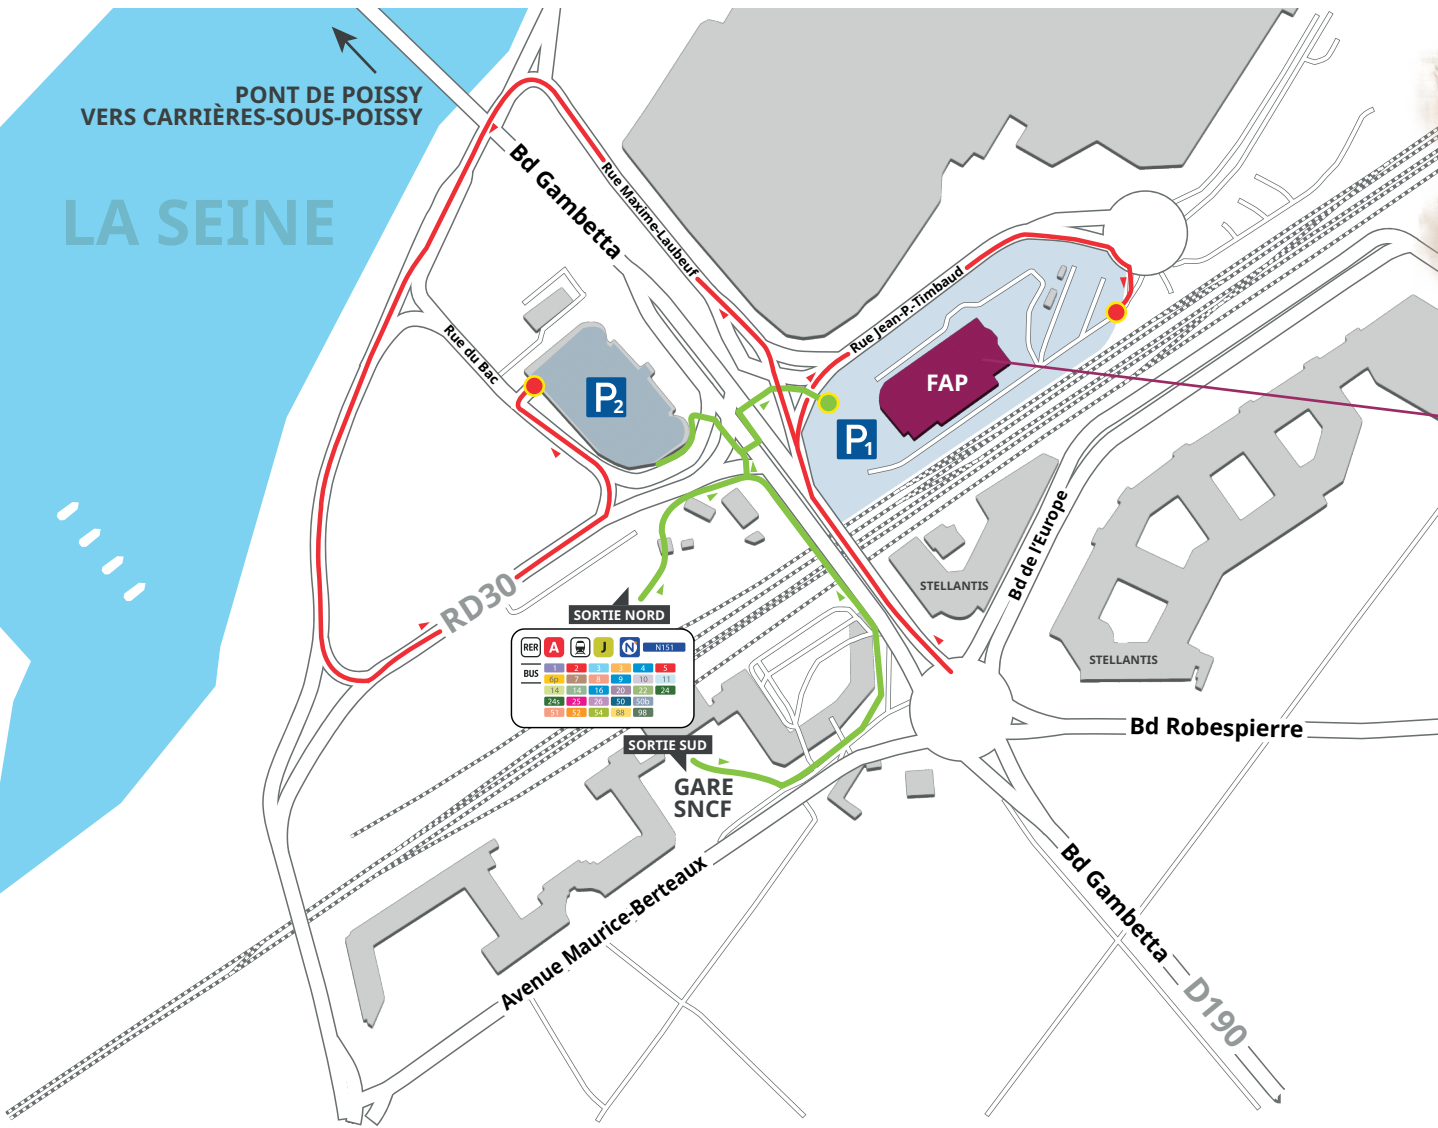 PONT DE POISSY
VERS CARRIÈRES-SOUS-POISSY
LA SEINE
Bd Gambetta
Rue Maxime-Laubeuf
Rue Jean-P.-Timbaud
Rue du Bac
P2
FAP
P1
Bd de l'Europe
STELLANTIS
STELLANTIS
RD30
SORTIE NORD
RER A J N N151
BUS
1 2 3 3 4 5
6p 7 8 9 10 11
14 14 16 20 22 24
24s 25 26 50 50b
51 52 54 88 98
SORTIE SUD
GARE
SNCF
Bd Robespierre
Avenue Maurice-Berteaux
Bd Gambetta
D190